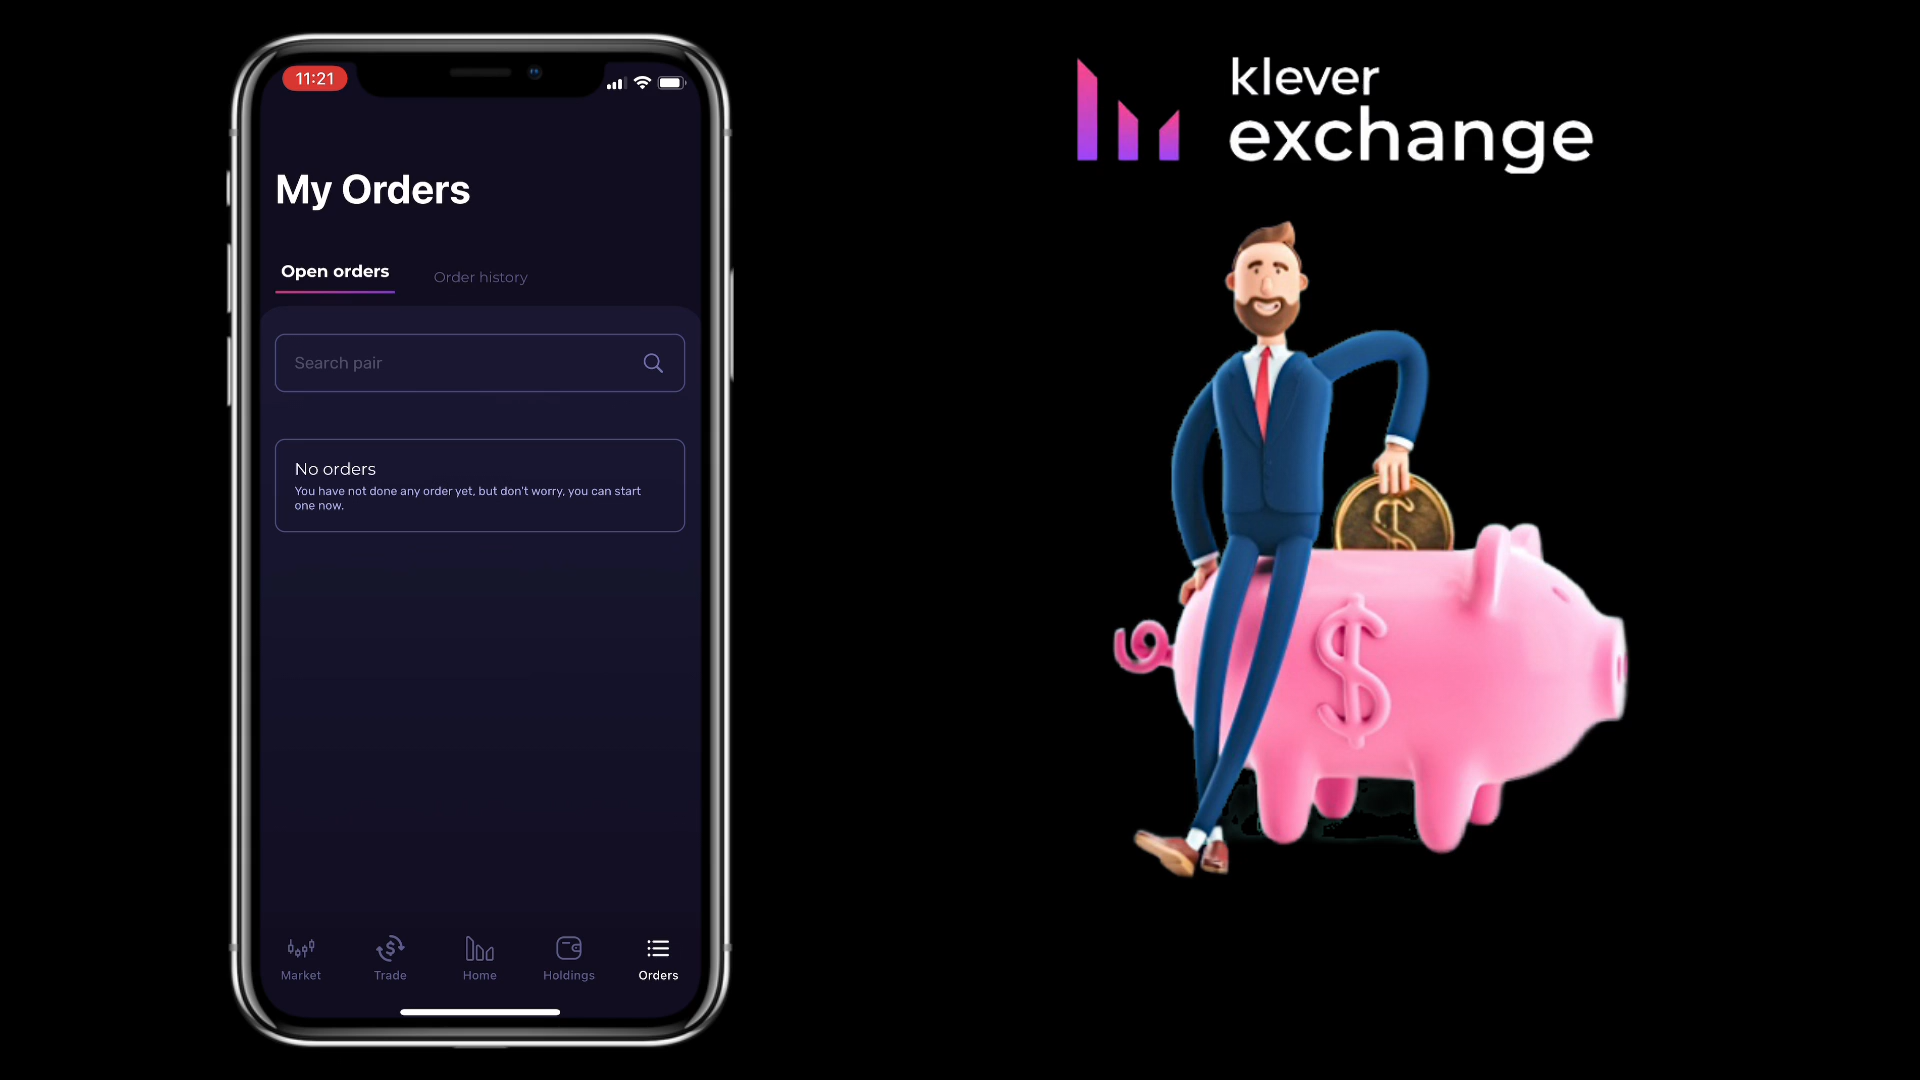 11:21
My Orders
Open orders
Order history
Search pair
No orders
You have not done any order yet, but don't worry, you can start
one now.
Market
Trade
Home
Holdings
Orders
klever
exchange
$
$